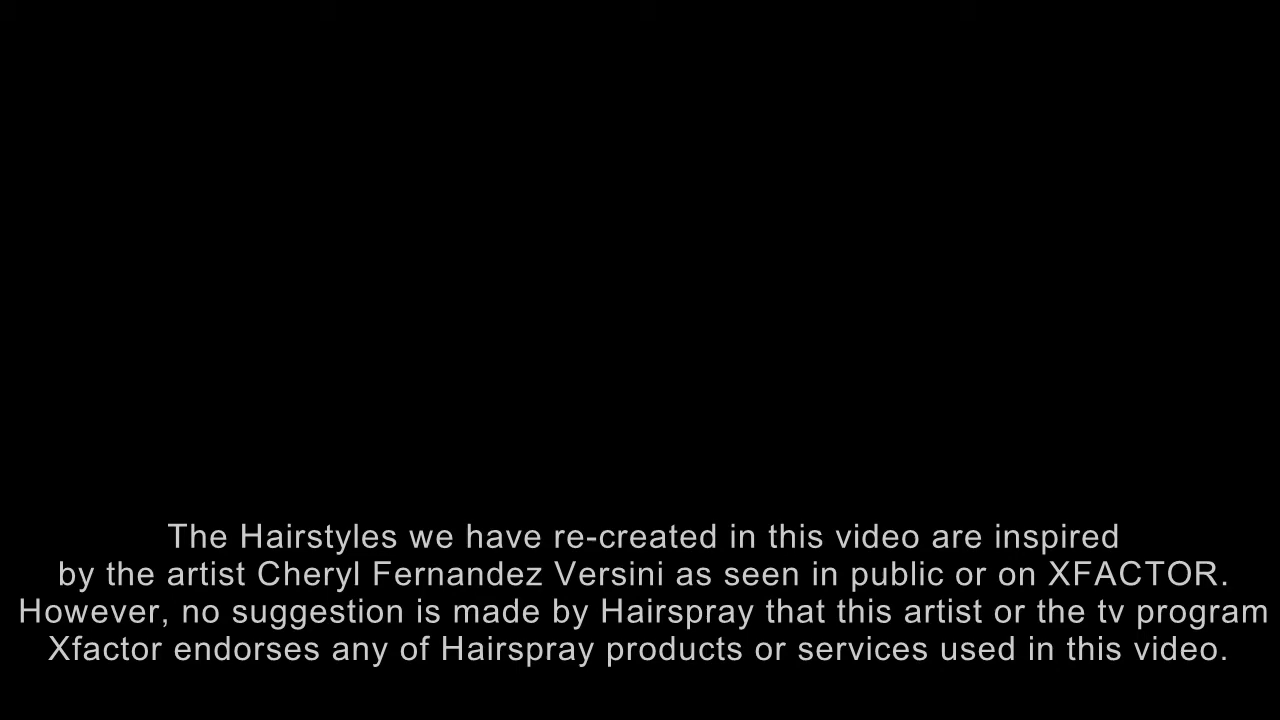 The Hairstyles we have re-created in this video are inspired
by the artist Cheryl Fernandez Versini as seen in public or on XFACTOR.
However, no suggestion is made by Hairspray that this artist or the tv program
Xfactor endorses any of Hairspray products or services used in this video.